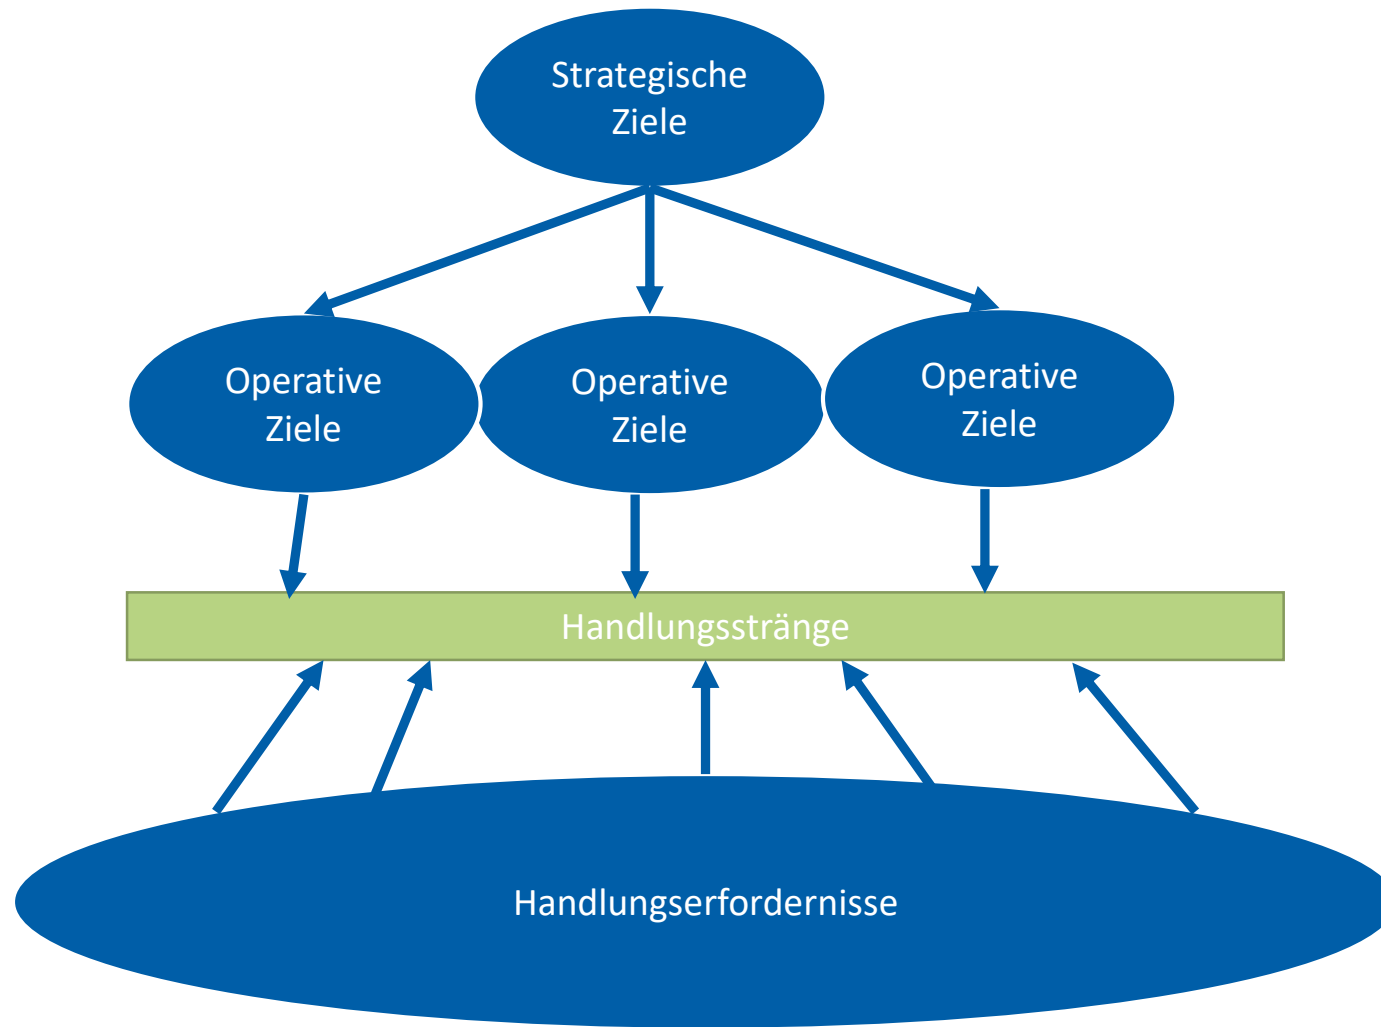 Strategische
Ziele
Operative
Ziele
Operative
Ziele
Operative
Ziele
Handlungsstränge
Handlungserfordernisse